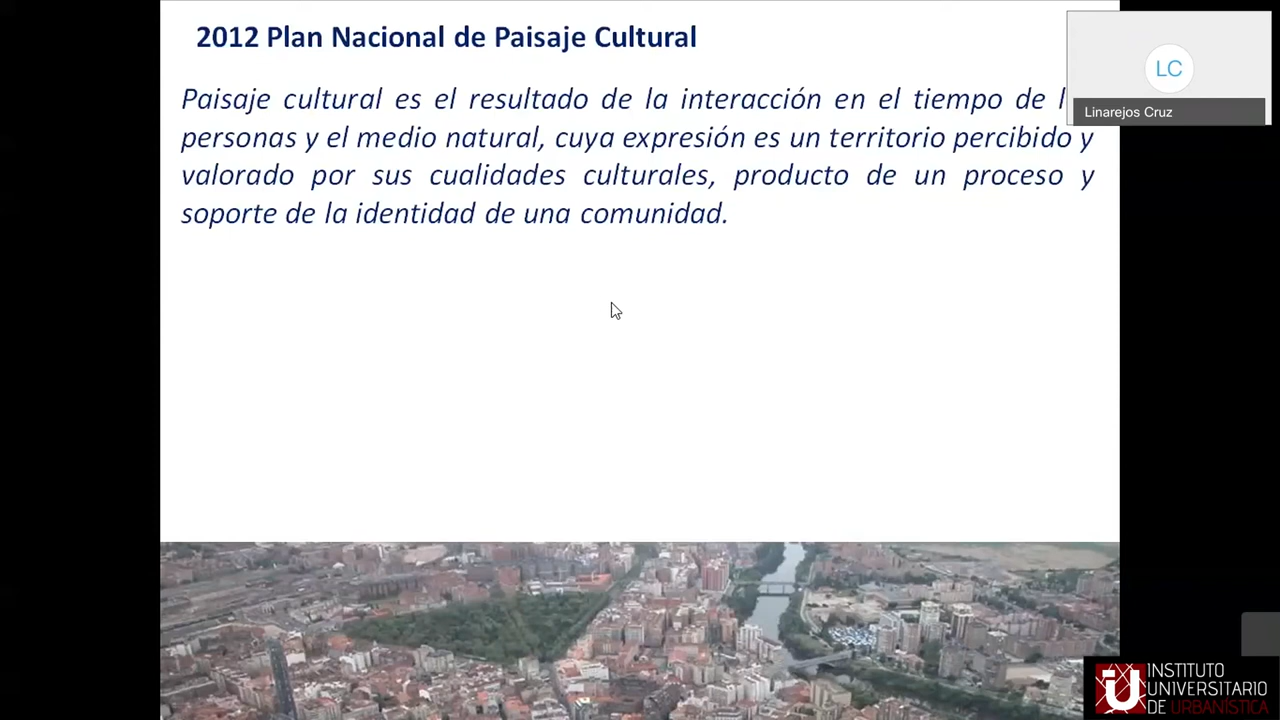 2012 Plan Nacional de Paisaje Cultural
Paisaje cultural es el resultado de la interacción en el tiempo de
personas y el medio natural, cuya expresión es un territorio percibido y
valorado por sus cualidades culturales, producto de un proceso y
soporte de la identidad de una comunidad.
LC
Linarejos Cruz
INSTITUTO
UNIVERSITARIO
DE URBANÍSTICA